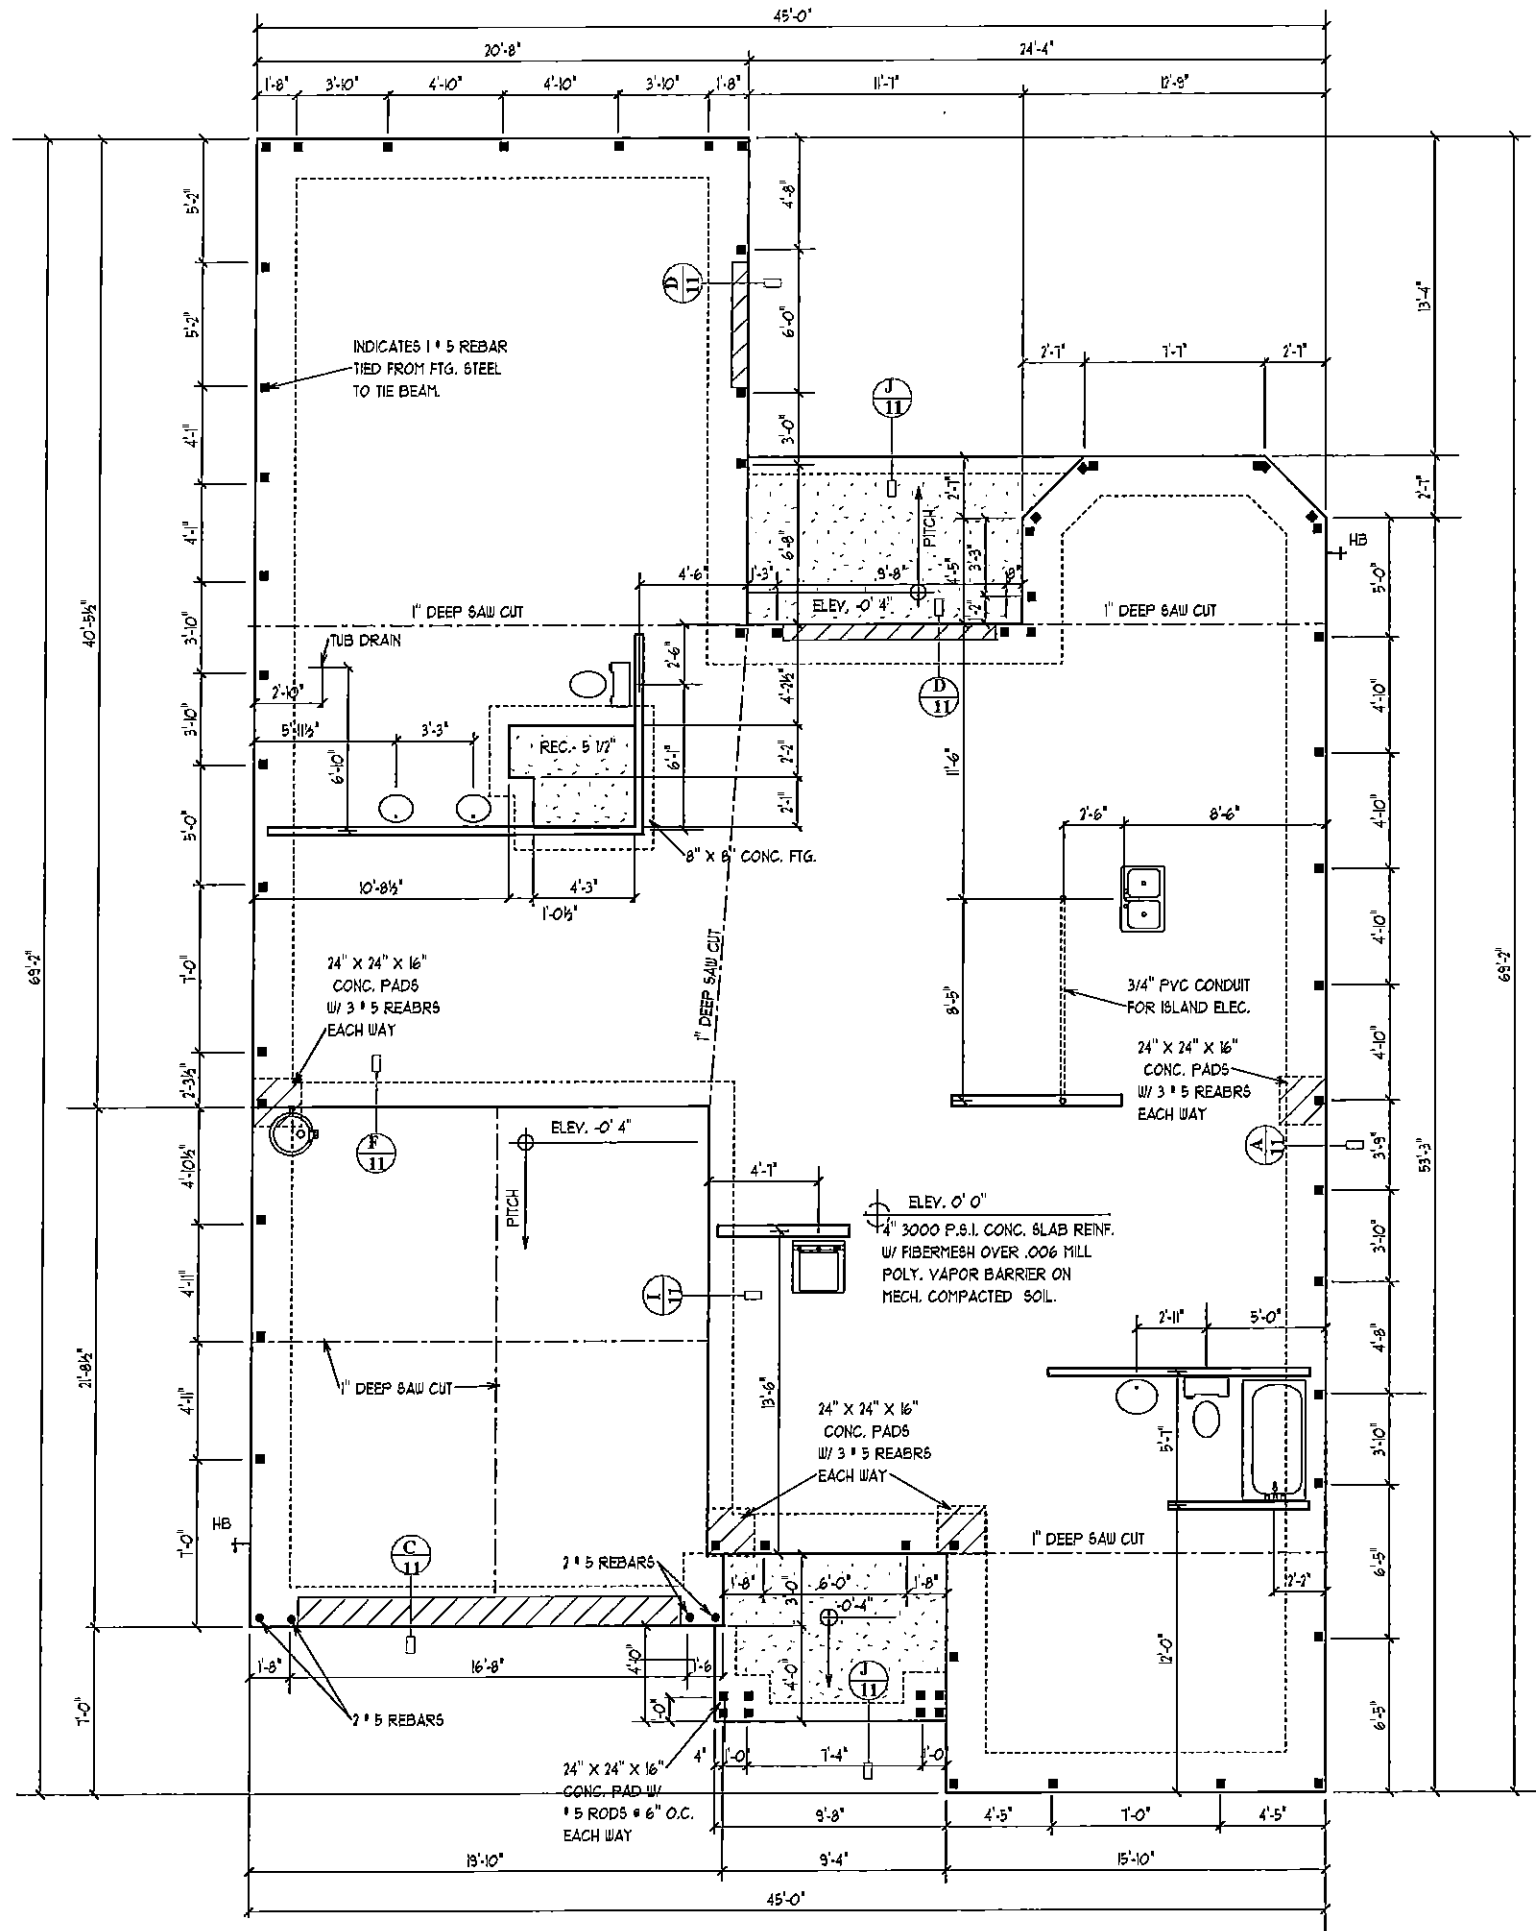 45'-0"
20'-8"
24'-4"
1'-8"
3'-10"
4'-10"
4'-10"
3'-10"
1'-8"
11'-7"
12'-9"
5'-2"
4'-8"
13'-4"
D
11
6'-0"
5'-2"
INDICATES 1 # 5 REBAR
TIED FROM FTG. STEEL
TO TIE BEAM.
2'-7"
7'-7"
2'-7"
J
11
3'-0"
4'-1"
2'-7"
2'-7"
PITCH
HB
4'-1"
6'-8"
3'-3"
4'-5"
4'-6
1'-3"
9'-8"
8"
5'-0"
ELEV. -0' 4"
1'-2"
1" DEEP SAW CUT
1" DEEP SAW CUT
40'-5½"
3'-10"
TUB DRAIN
2'-6"
2'-10"
4'-2½"
D
11
4'-10"
3'-10"
5'-11½"
3'-3"
REC.- 5 1/2"
6'-10"
6'-1"
2'-2"
11'-6"
2'-1"
4'-10"
5'-0"
2'-6"
8'-6"
8" X 8" CONC. FTG.
10'-8½"
4'-3"
1'-0½"
1" DEEP SAW CUT
4'-10"
69'-2"
69'-2"
24" X 24" X 16"
CONC. PADS
W/ 3 # 5 REABRS
EACH WAY
7'-0"
8'-5"
3/4" PVC CONDUIT
FOR ISLAND ELEC.
4'-10"
24" X 24" X 16"
CONC. PADS
W/ 3 # 5 REABRS
EACH WAY
2'-3½"
ELEV. -0' 4"
F
11
A
11
3'-9"
53'-3"
4'-10½"
PITCH
4'-7"
ELEV. 0' 0"
4" 3000 P.S.I. CONC. SLAB REINF.
W/ FIBERMESH OVER .006 MILL
POLY. VAPOR BARRIER ON
MECH. COMPACTED SOIL.
3'-10"
4'-11"
I
11
2'-11"
5'-0"
4'-8"
21'-8½"
1" DEEP SAW CUT
13'-6"
4'-11"
24" X 24" X 16"
CONC. PADS
W/ 3 # 5 REABRS
EACH WAY
5'-7"
3'-10"
HB
7'-0"
C
11
2 # 5 REBARS
1" DEEP SAW CUT
1'-8"
6'-0"
1'-8"
3'-0"
-0'-4"
2'-2"
6'-5"
1'-8"
16'-8"
1'-6
4'-0"
4'-0"
J
11
12'-0"
7'-0"
2 # 5 REBARS
6'-5"
4"
1'-0"
7'-4"
1'-0"
24" X 24" X 16"
CONC. PAD W/
# 5 RODS @ 6" O.C.
EACH WAY
9'-8"
4'-5"
7'-0"
4'-5"
19'-10"
9'-4"
15'-10"
45'-0"